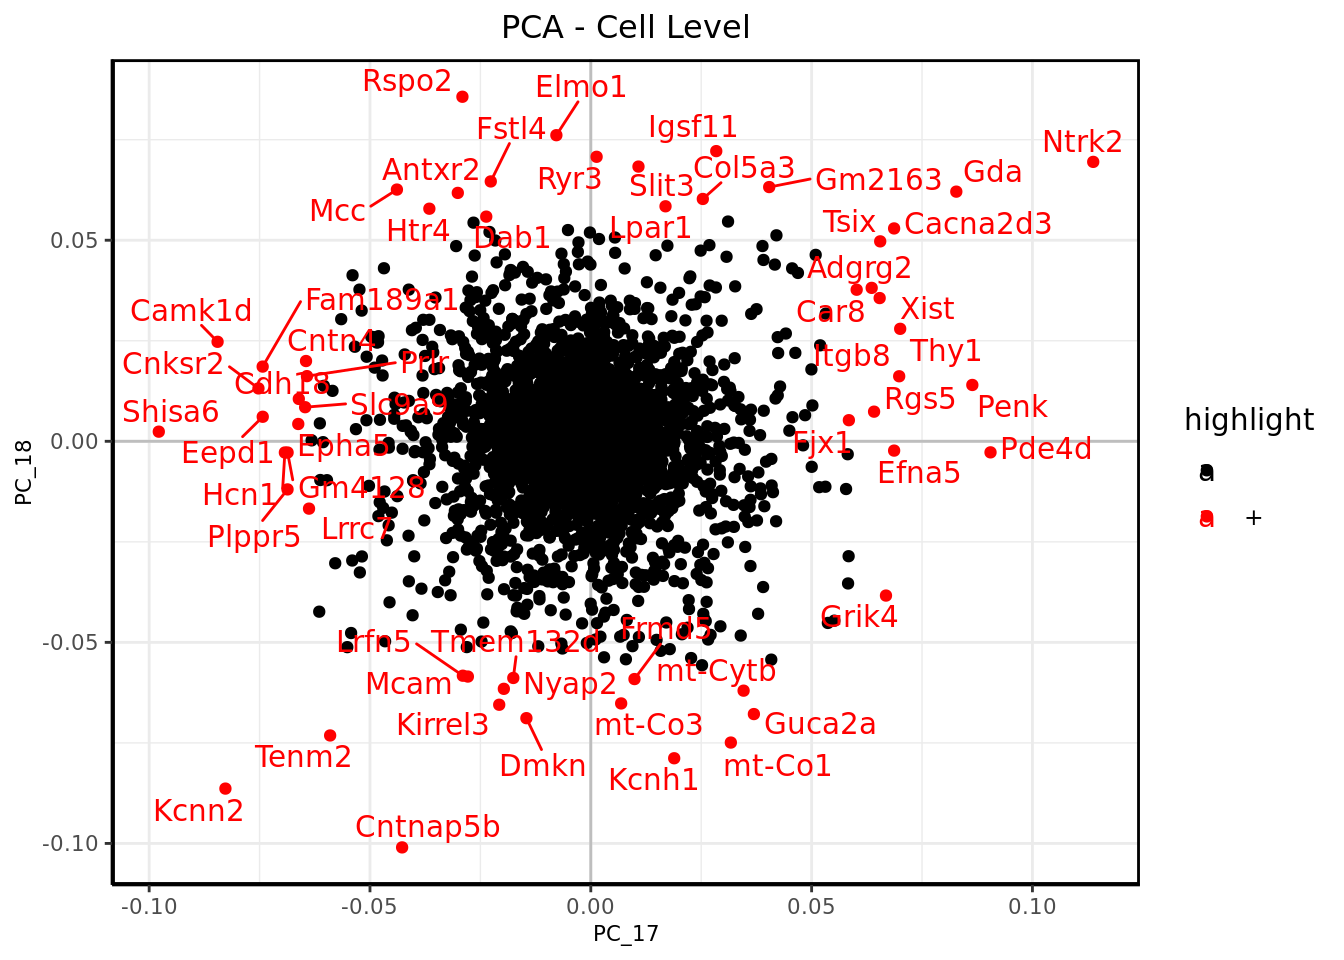 PCA - Cell Level
Rspo2
Elmo1
Fstl4
Igsf11
Ntrk2
Antxr2
Ryr3
Slit3
Col5a3
Gm2163
Gda
Mcc
Htr4
Dab1
Lpar1
Tsix
Cacna2d3
0.05
Adgrg2
Camk1d
Fam189a1
Car8
Xist
Cntn4
Cnksr2
Prlr
Itgb8
Thy1
Cdh18
Shisa6
Slc9a9
Rgs5
Penk
0.00
Eepd1
Epha5
Fjx1
Pde4d
Efna5
Hcn1
Gm4128
Plppr5
Lrrc7
PC_18
highlight
a
a
+
Grik4
-0.05
Lrfn5
Tmem132d
Frmd5
Mcam
Nyap2
mt-Cytb
Kirrel3
mt-Co3
Guca2a
Tenm2
Dmkn
Kcnh1
mt-Co1
Kcnn2
Cntnap5b
-0.10
-0.10
-0.05
0.00
0.05
0.10
PC_17